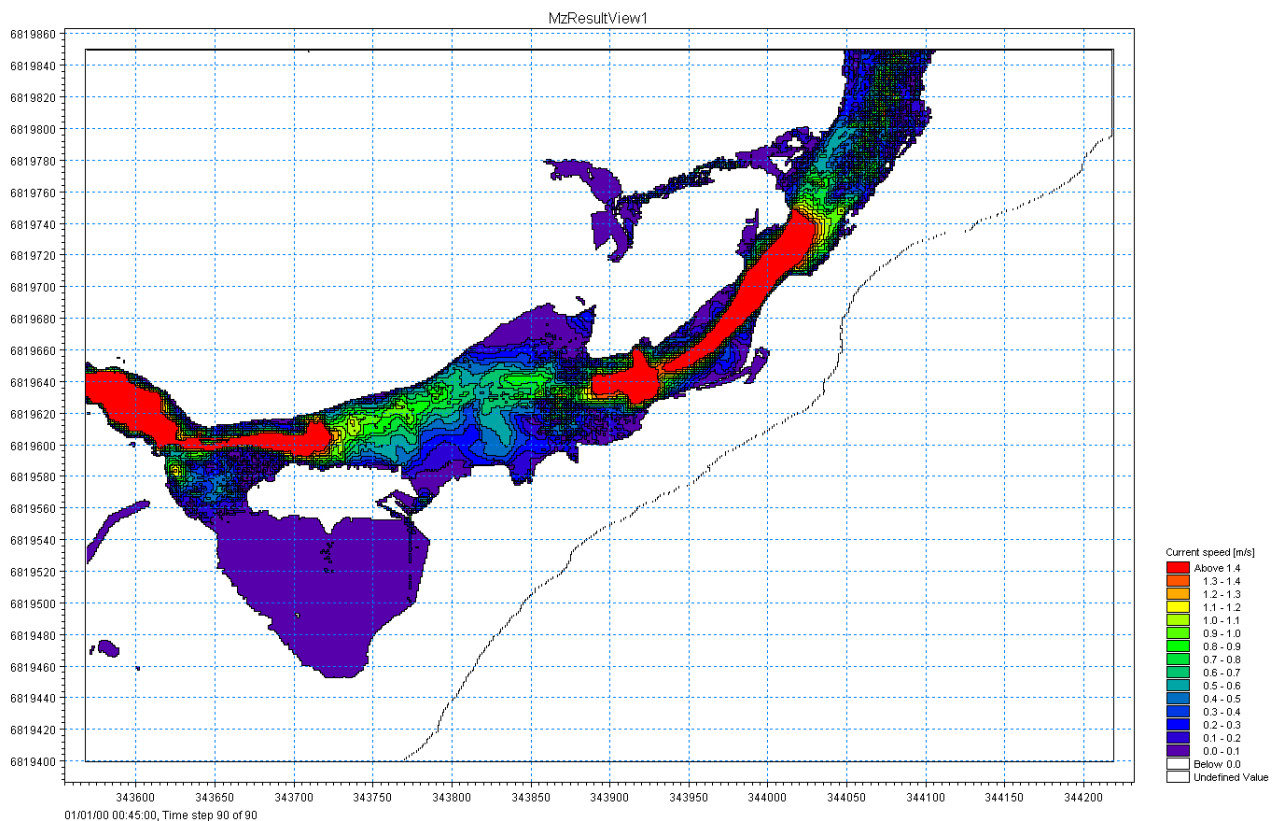 MzResultView1
6819860
6819840
6819820
6819800
6819780
6819760
6819740
6819720
6819700
6819680
6819660
6819640
6819620
6819600
6819580
6819560
6819540
6819520
6819500
6819480
6819460
6819440
6819420
6819400
343600 343650 343700 343750 343800 343850 343900 343950 344000 344050 344100 344150 344200
01/01/00 00:45:00, Time step 90 of 90
Current speed [m/s]
Above 1.4
1.3 - 1.4
1.2 - 1.3
1.1 - 1.2
1.0 - 1.1
0.9 - 1.0
0.8 - 0.9
0.7 - 0.8
0.6 - 0.7
0.5 - 0.6
0.4 - 0.5
0.3 - 0.4
0.2 - 0.3
0.1 - 0.2
0.0 - 0.1
Below 0.0
Undefined Value